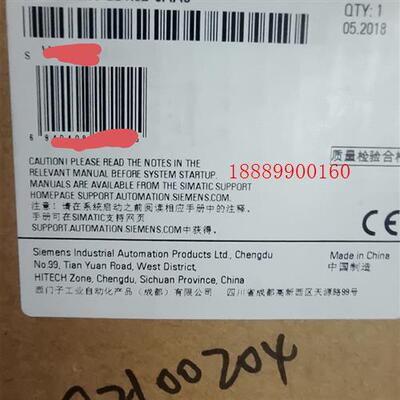 QTY: 1
05.2018
S
CAUTION! PLEASE READ THE NOTES IN THE
RELEVANT MANUAL BEFORE SYSTEM STARTUP.
MANUALS ARE AVAILABLE FROM THE SIMATIC SUPPORT
HOMEPAGE SUPPORT.AUTOMATION.SIEMENS.COM
注意: 请在系统启动之前阅读相应手册中的注释。
手册可在SIMATIC支持网页
SUPPORT.AUTOMATION.SIEMENS.COM中获得。
18889900160
质量检验合格
CE
Siemens Industrial Automation Products Ltd., Chengdu
No.99, Tian Yuan Road, West District,
HITECH Zone, Chengdu, Sichuan Province, China
西门子工业自动化产品（成都）有限公司 四川省成都高新西区天源路99号
Made in China
中国制造
02100204